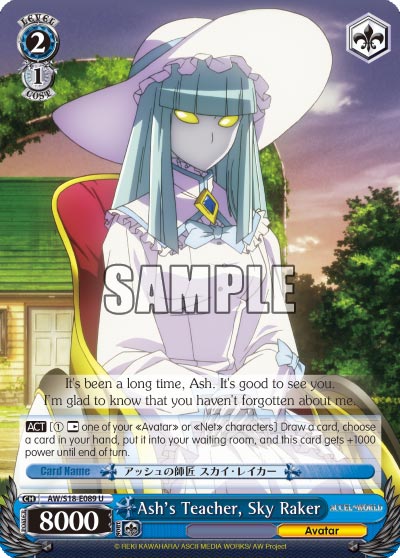 LEVEL
2
1
COST
SAMPLE
It's been a long time, Ash. It's good to see you.
I'm glad to know that you haven't forgotten about me.
ACT [① one of your «Avatar» or «Net» characters] Draw a card, choose
a card in your hand, put it into your waiting room, and this card gets +1000
power until end of turn.
Card Name アッシュの師匠 スカイ・レイカー
CH AW/S18-E089 U
POWER 8000 SOUL Ash's Teacher, Sky Raker ACCEL・WORLD
Avatar
© REKI KAWAHARA/ ASCII MEDIA WORKS/ AW Project